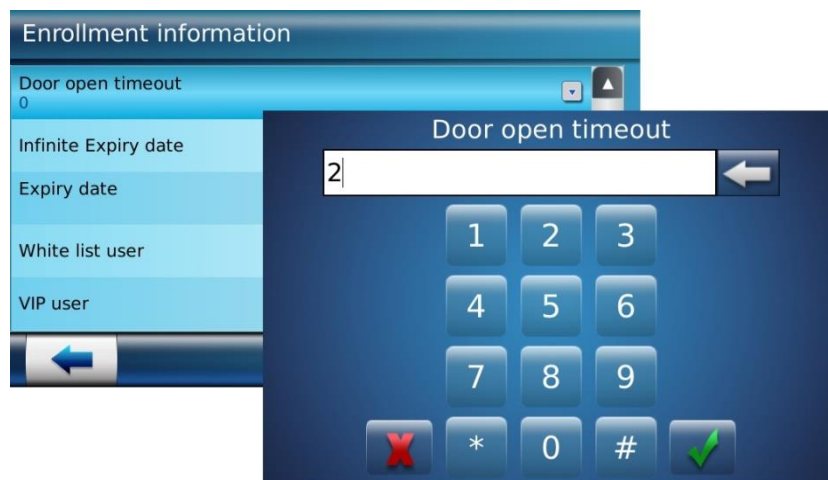 Enrollment information
Door open timeout
0
Infinite Expiry date
Expiry date
White list user
VIP user
Door open timeout
2
1 2 3
4 5 6
7 8 9
* 0 #